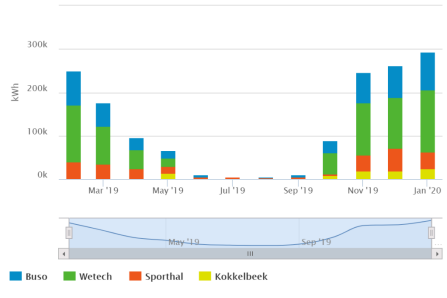 300k
200k
100k
0k
kWh
Mar '19
May '19
Jul '19
Sep '19
Nov '19
Jan '20
May '19
Sep '19
Buso
Wetech
Sporthal
Kokkelbeek